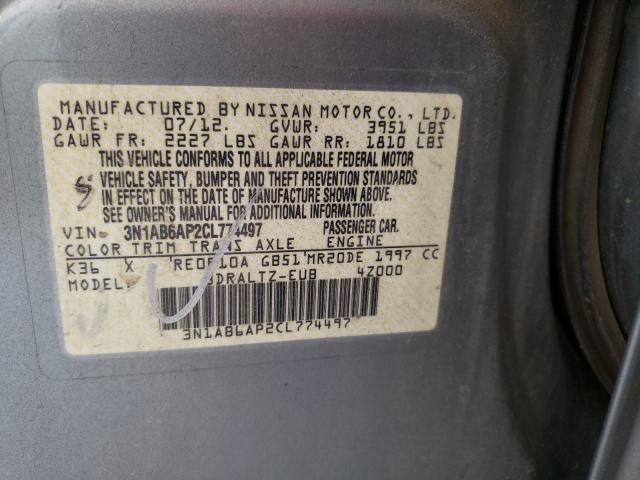 MANUFACTURED BY NISSAN MOTOR CO., LTD.
DATE: 07/12. GVWR: 3951 LBS
GAWR FR: 2227 LBS GAWR RR: 1810 LBS
THIS VEHICLE CONFORMS TO ALL APPLICABLE FEDERAL MOTOR
VEHICLE SAFETY, BUMPER AND THEFT PREVENTION STANDARDS
IN EFFECT ON THE DATE OF MANUFACTURE SHOWN ABOVE.
SEE OWNER'S MANUAL FOR ADDITIONAL INFORMATION
VIN: 3N1AB6AP2CL774497 PASSENGER CAR.
COLOR TRIM TRANS AXLE ENGINE
K36 X RE0F10A GB51 MR20DE 1997 CC
MODEL: BDRALTZ-EUB 4Z000
3N1AB6AP2CL774497